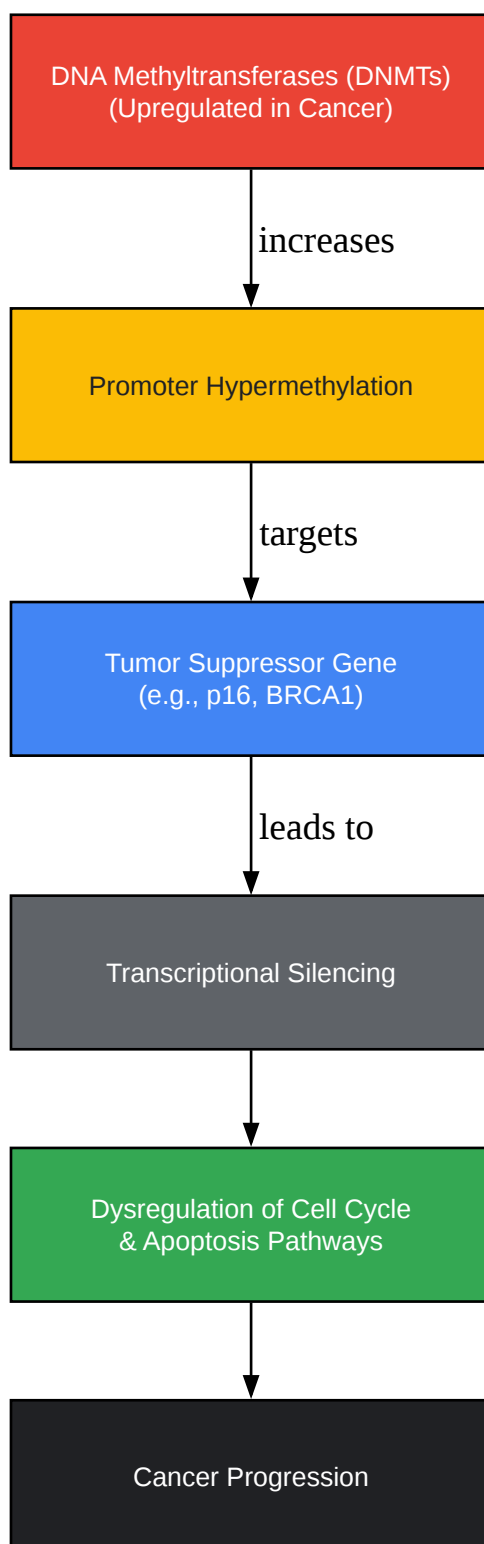 DNA Methyltransferases (DNMTs)
(Upregulated in Cancer)
increases
Promoter Hypermethylation
targets
Tumor Suppressor Gene
(e.g., p16, BRCA1)
leads to
Transcriptional Silencing
Dysregulation of Cell Cycle
& Apoptosis Pathways
Cancer Progression